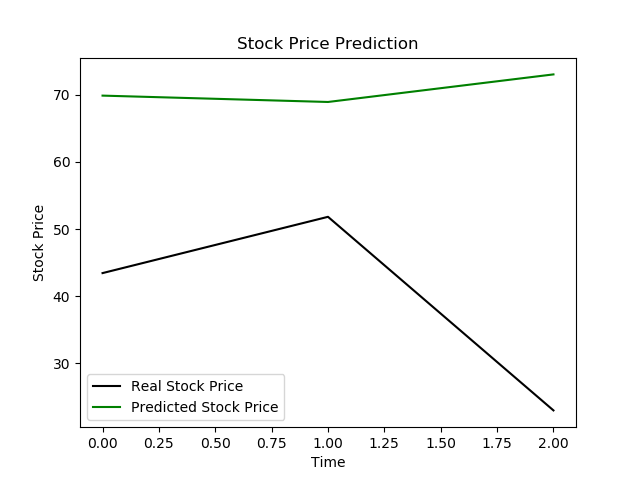 Stock Price Prediction
70
60
50
40
30
Stock Price
Real Stock Price
Predicted Stock Price
0.00 0.25 0.50 0.75 1.00 1.25 1.50 1.75 2.00
Time